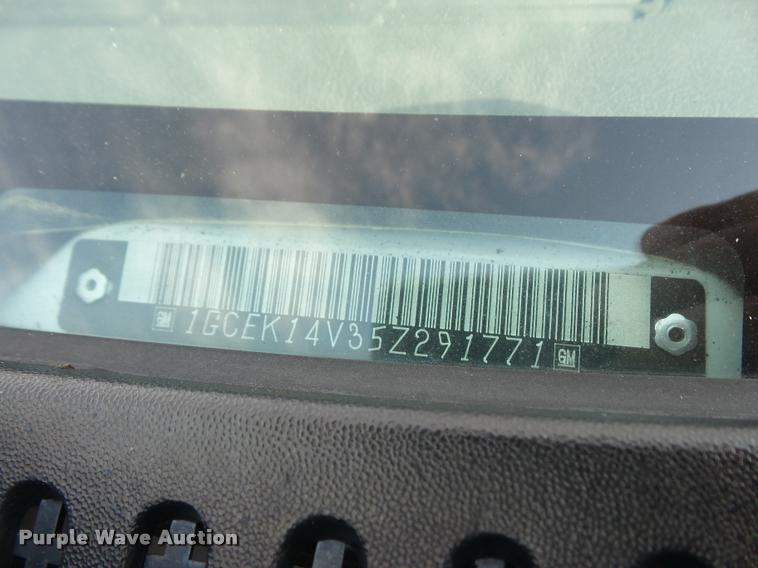 GM 1GCEK14V35Z291771 GM
Purple Wave Auction